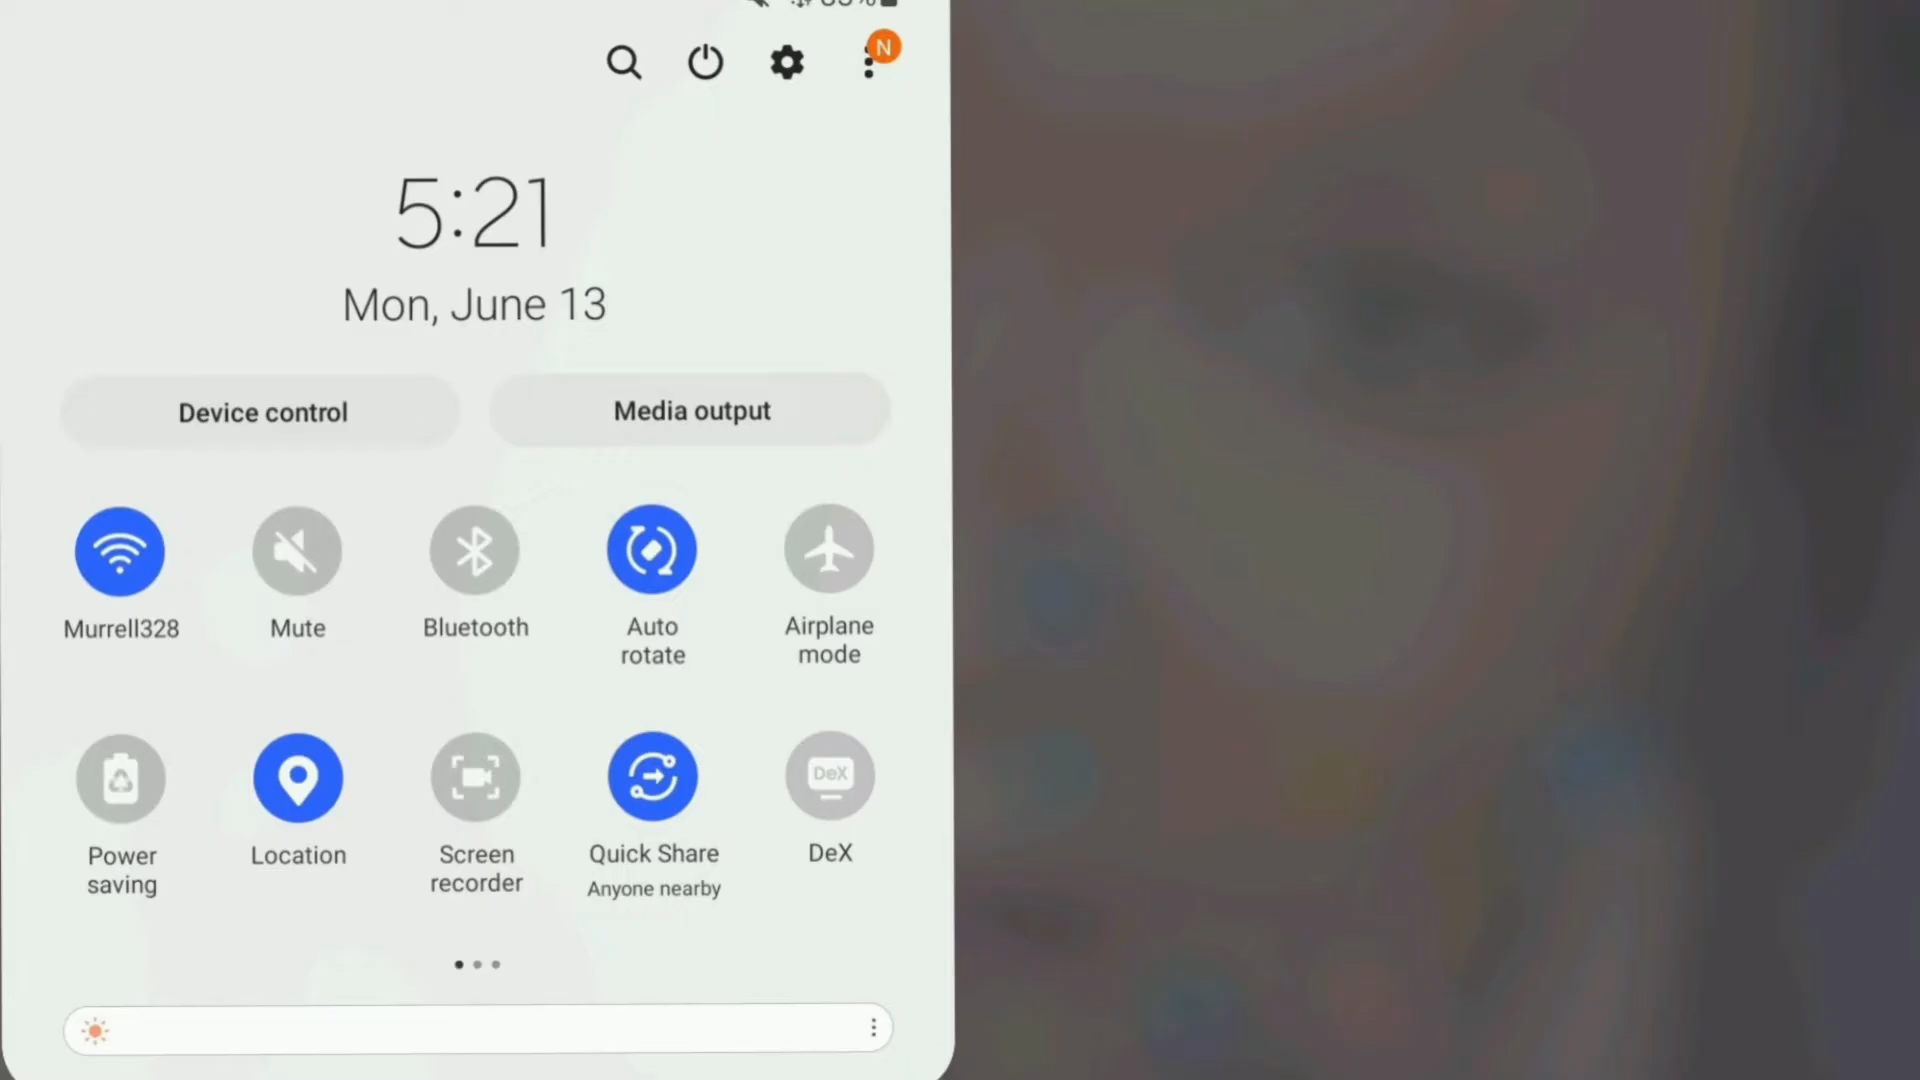 N
5:21
Mon, June 13
Device control
Media output
Murrell328
Mute
Bluetooth
Auto
rotate
Airplane
mode
Power
saving
Location
Screen
recorder
Quick Share
Anyone nearby
DeX
DeX